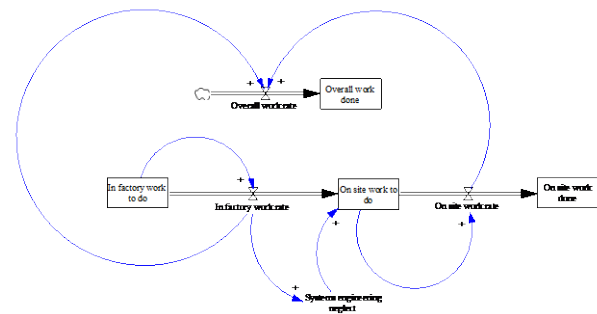 +
+
Overall work rate
Overall work
done
+
In factory work
to do
In factory work rate
On site work to
do
On site work rate
On site work
done
+
+
+
Systems engineering
neglect